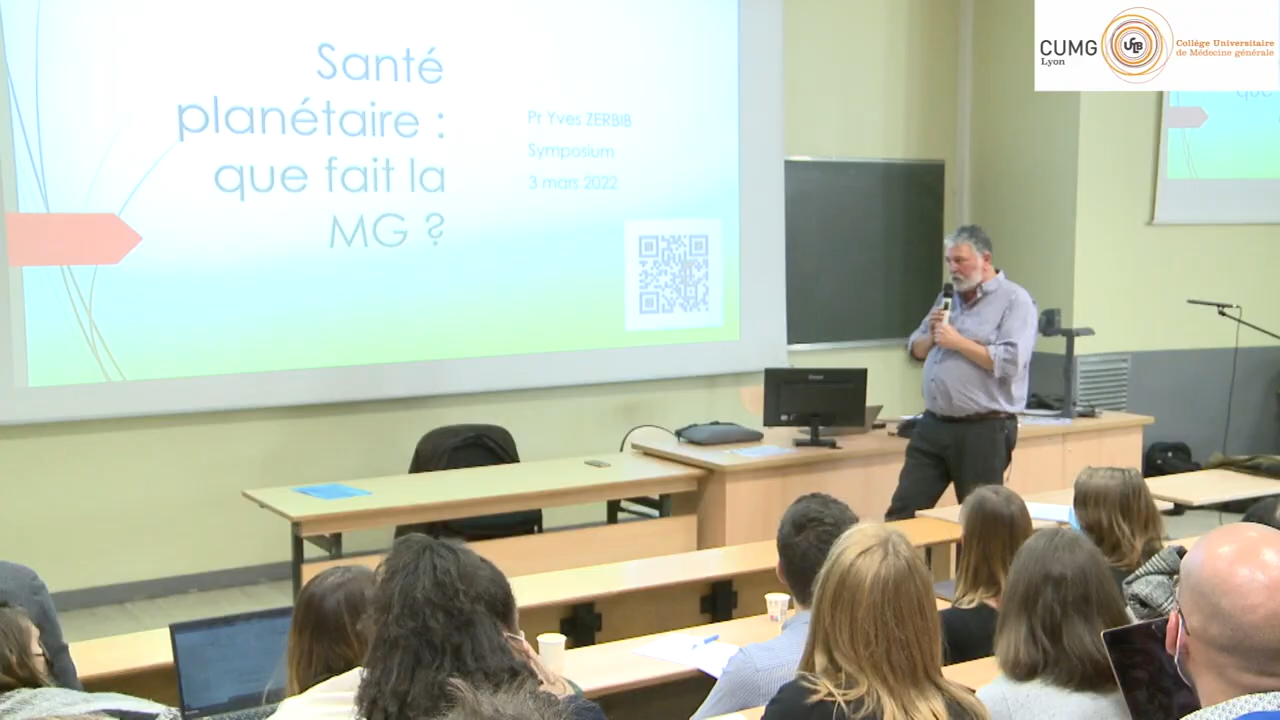 Santé
planétaire :
que fait la
MG ?
Pr Yves ZERBIB
Symposium
3 mars 2022
CUMG
Lyon
UCLB
Collège Universitaire
de Médecine générale
que